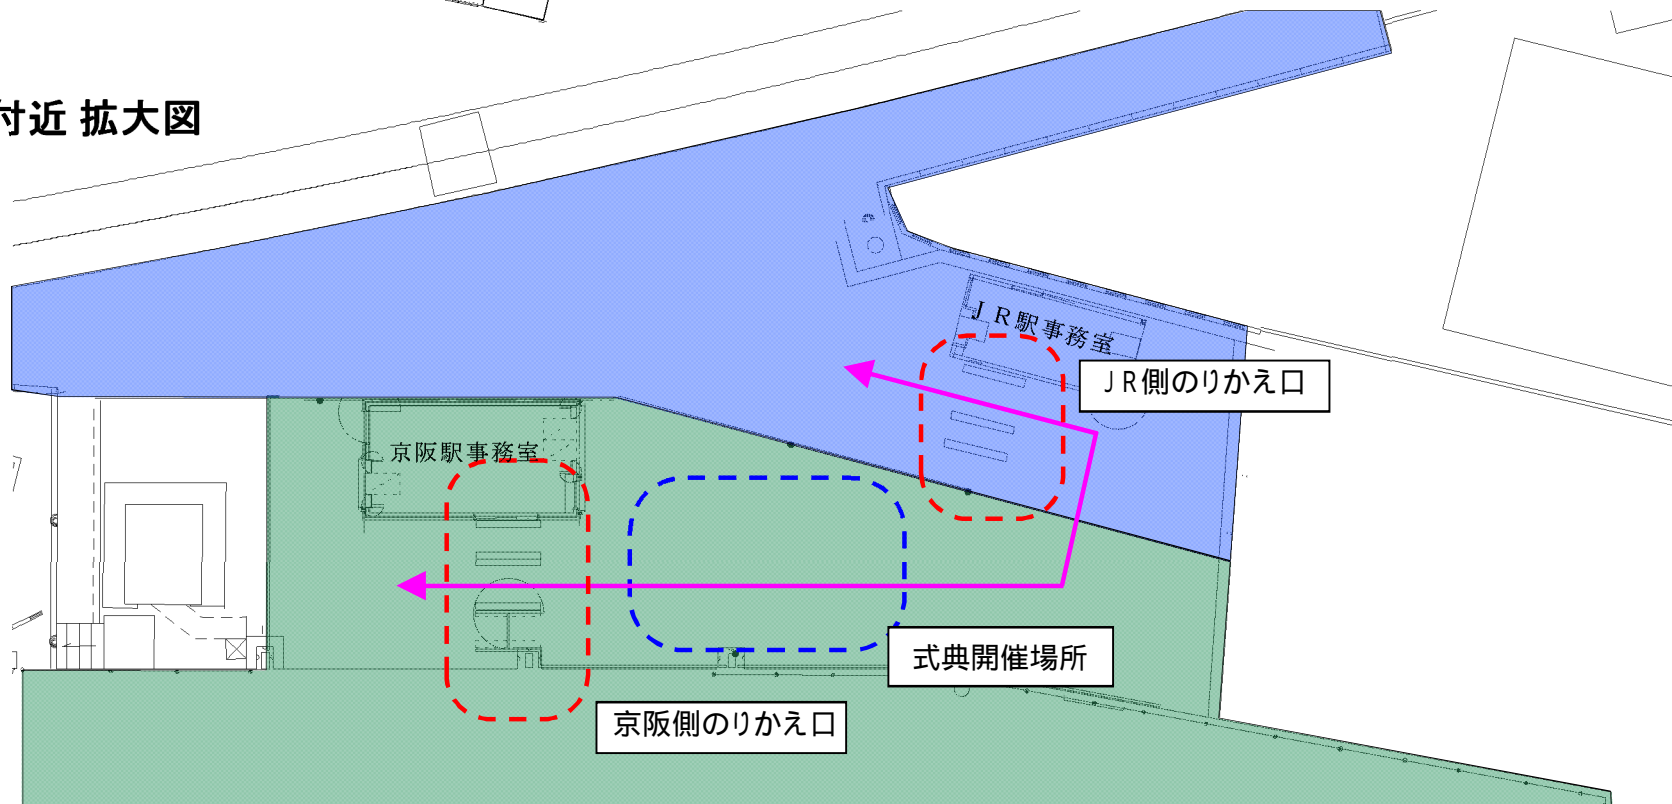 付近 拡大図
JR駅事務室
JR側のりかえ口
京阪駅事務室
式典開催場所
京阪側のりかえ口